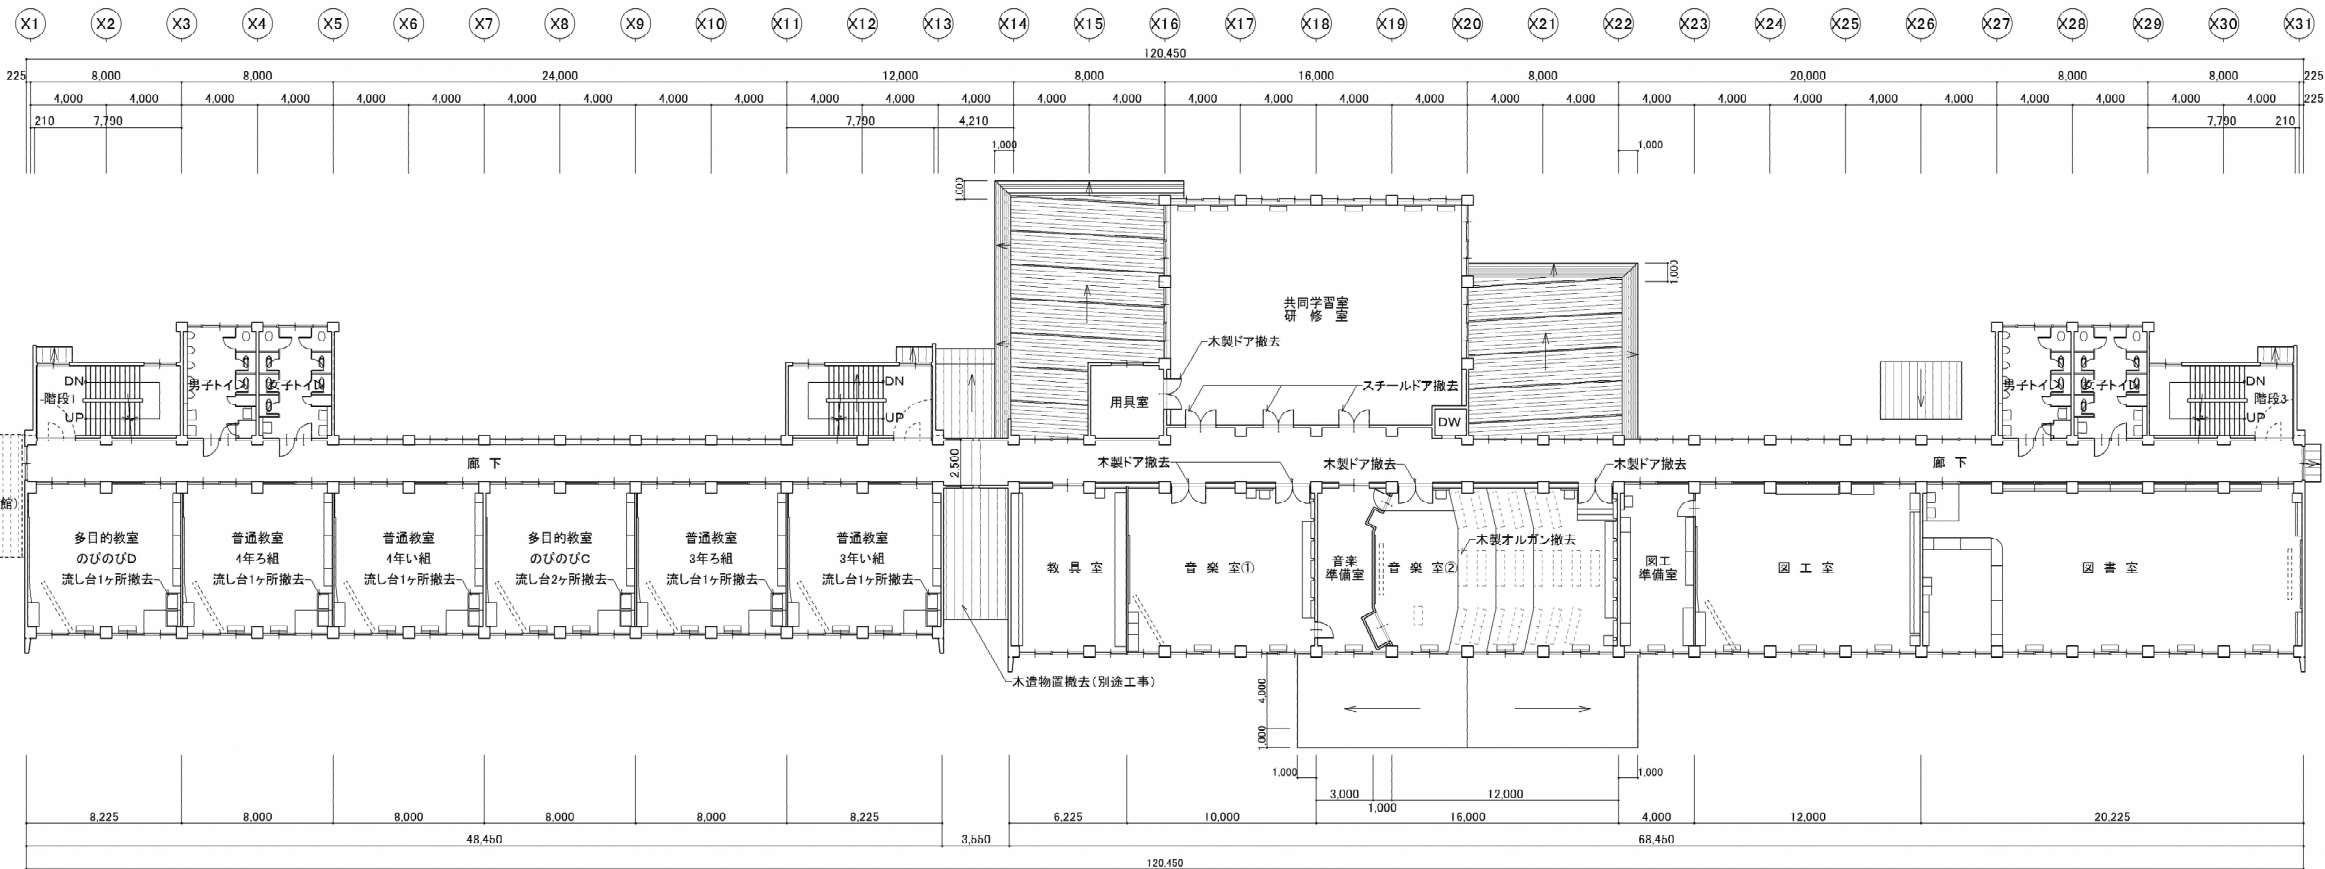 X1 X2 X3 X4 X5 X6 X7 X8 X9 X10 X11 X12 X13 X14 X15 X16 X17 X18 X19 X20 X21 X22 X23 X24 X25 X26 X27 X28 X29 X30 X31
120,450
225 8,000 8,000 24,000 12,000 8,000 16,000 8,000 20,000 8,000 8,000 225
4,000 4,000 4,000 4,000 4,000 4,000 4,000 4,000 4,000 4,000 4,000 4,000 4,000 4,000 4,000 4,000 4,000 4,000 4,000 4,000 4,000 4,000 4,000 4,000 4,000 4,000 4,000 4,000 4,000 4,000 225
210 7,790 7,790 4,210 7,790 210
1,000 1,000
1,000
1,000
共同学習室
研修室
木製ドア撤去
スチールドア撤去
用具室
DW
DN
階段1
UP
男子トイレ 女子トイレ
DN
UP
男子トイレ 女子トイレ
DN
階段3
UP
廊下
2,500
木製ドア撤去 木製ドア撤去 木製ドア撤去
廊下
館)
多目的教室
のびのびD
流し台1ヶ所撤去
普通教室
4年ろ組
流し台1ヶ所撤去
普通教室
4年い組
流し台1ヶ所撤去
多目的教室
のびのびC
流し台2ヶ所撤去
普通教室
3年ろ組
流し台1ヶ所撤去
普通教室
3年い組
流し台1ヶ所撤去
教具室
音楽室①
音楽
準備室
音楽室②
木製オルガン撤去
図工
準備室
図工室
図書室
木造物置撤去(別途工事)
4,000
1,000
1,000 1,000
3,000 12,000
1,000
8,225 8,000 8,000 8,000 8,000 8,225 6,225 10,000 16,000 4,000 12,000 20,225
48,450 3,550 68,450
120,450